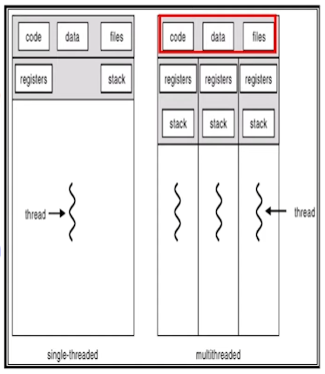 code data files
registers stack
thread
single-threaded
code data files
registers registers registers
stack stack stack
thread
multithreaded